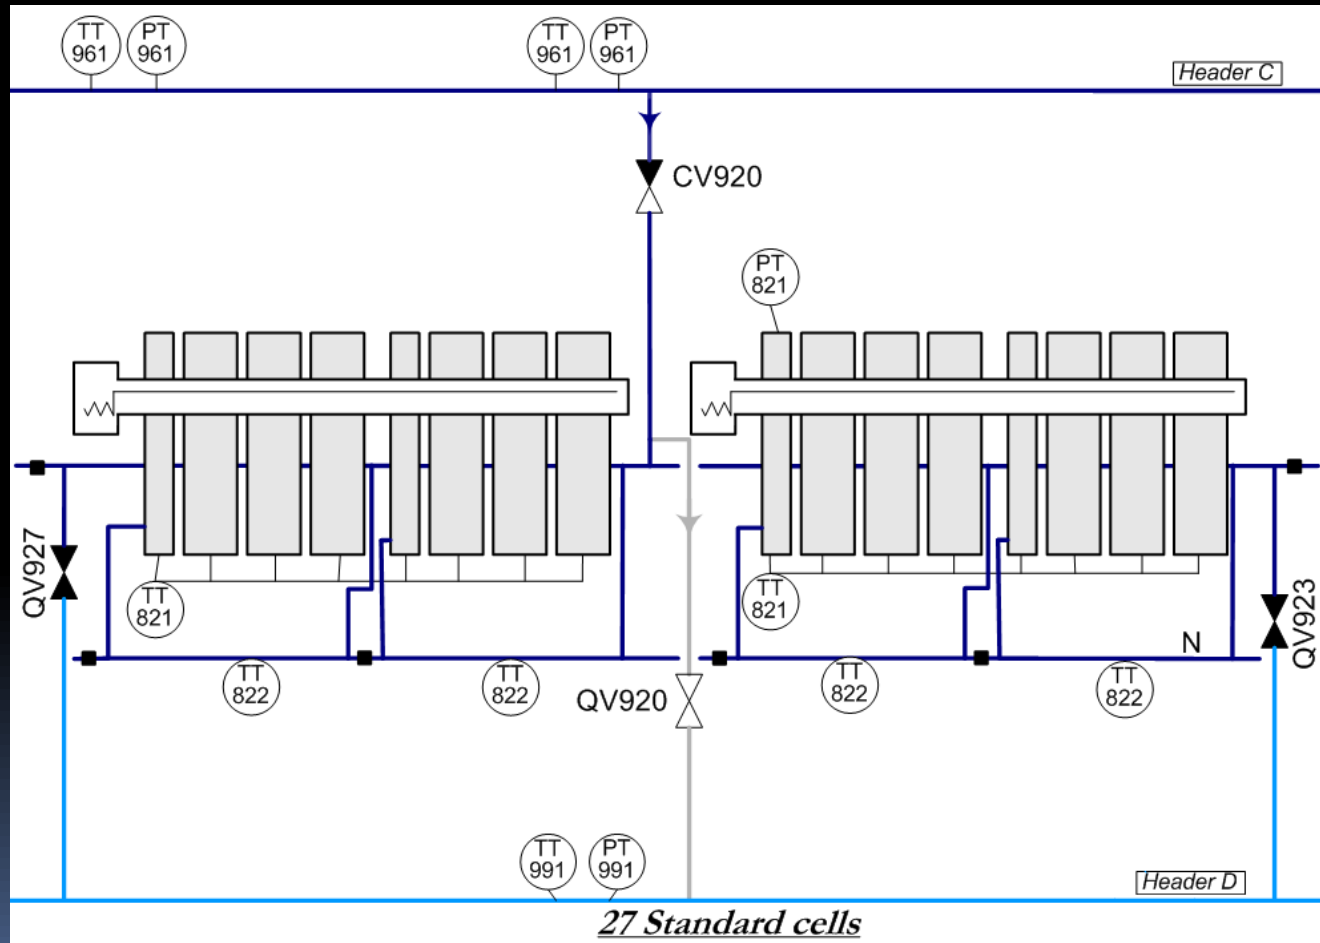 TT
961
PT
961
TT
961
PT
961
Header C
CV920
PT
821
QV927
TT
821
TT
821
N
QV923
TT
822
TT
822
TT
822
TT
822
QV920
TT
991
PT
991
Header D
27 Standard cells